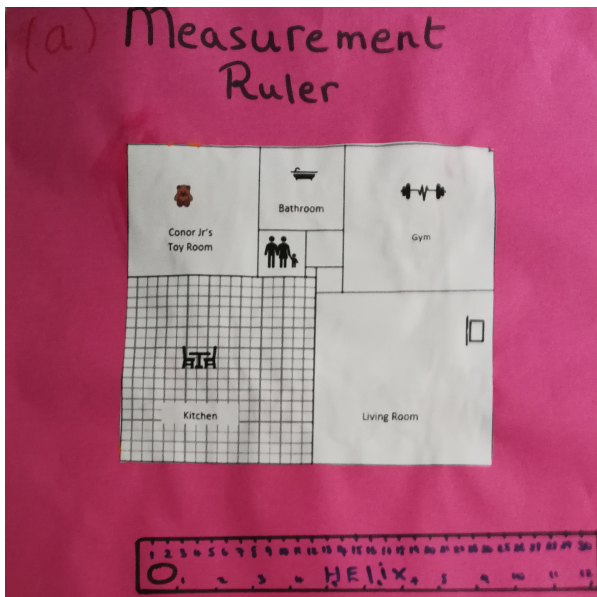 (a) Measurement
Ruler
Bathroom
Conor Jr's
Toy Room
Gym
Kitchen
Living Room
HELIX